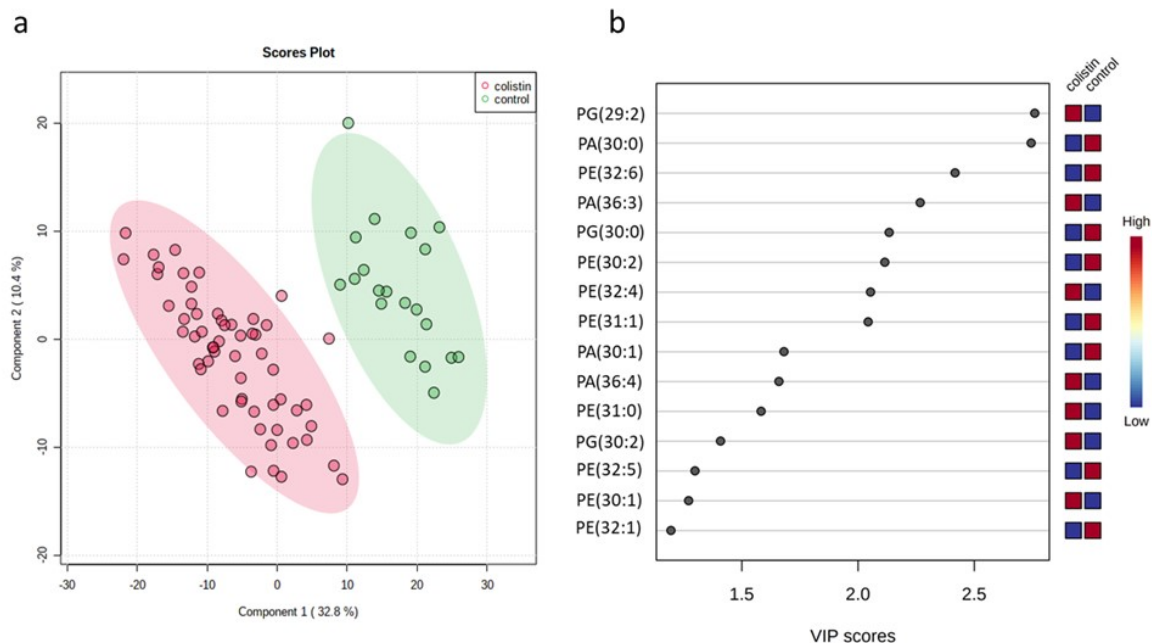 a
Scores Plot
colistin
control
Component 2 ( 10.4 %)
20
10
0
-10
-20
-30
-20
-10
0
10
20
30
Component 1 ( 32.8 %)
b
colistin
control
PG(29:2)
PA(30:0)
PE(32:6)
PA(36:3)
PG(30:0)
PE(30:2)
PE(32:4)
PE(31:1)
PA(30:1)
PA(36:4)
PE(31:0)
PG(30:2)
PE(32:5)
PE(30:1)
PE(32:1)
High
Low
1.5
2.0
2.5
VIP scores